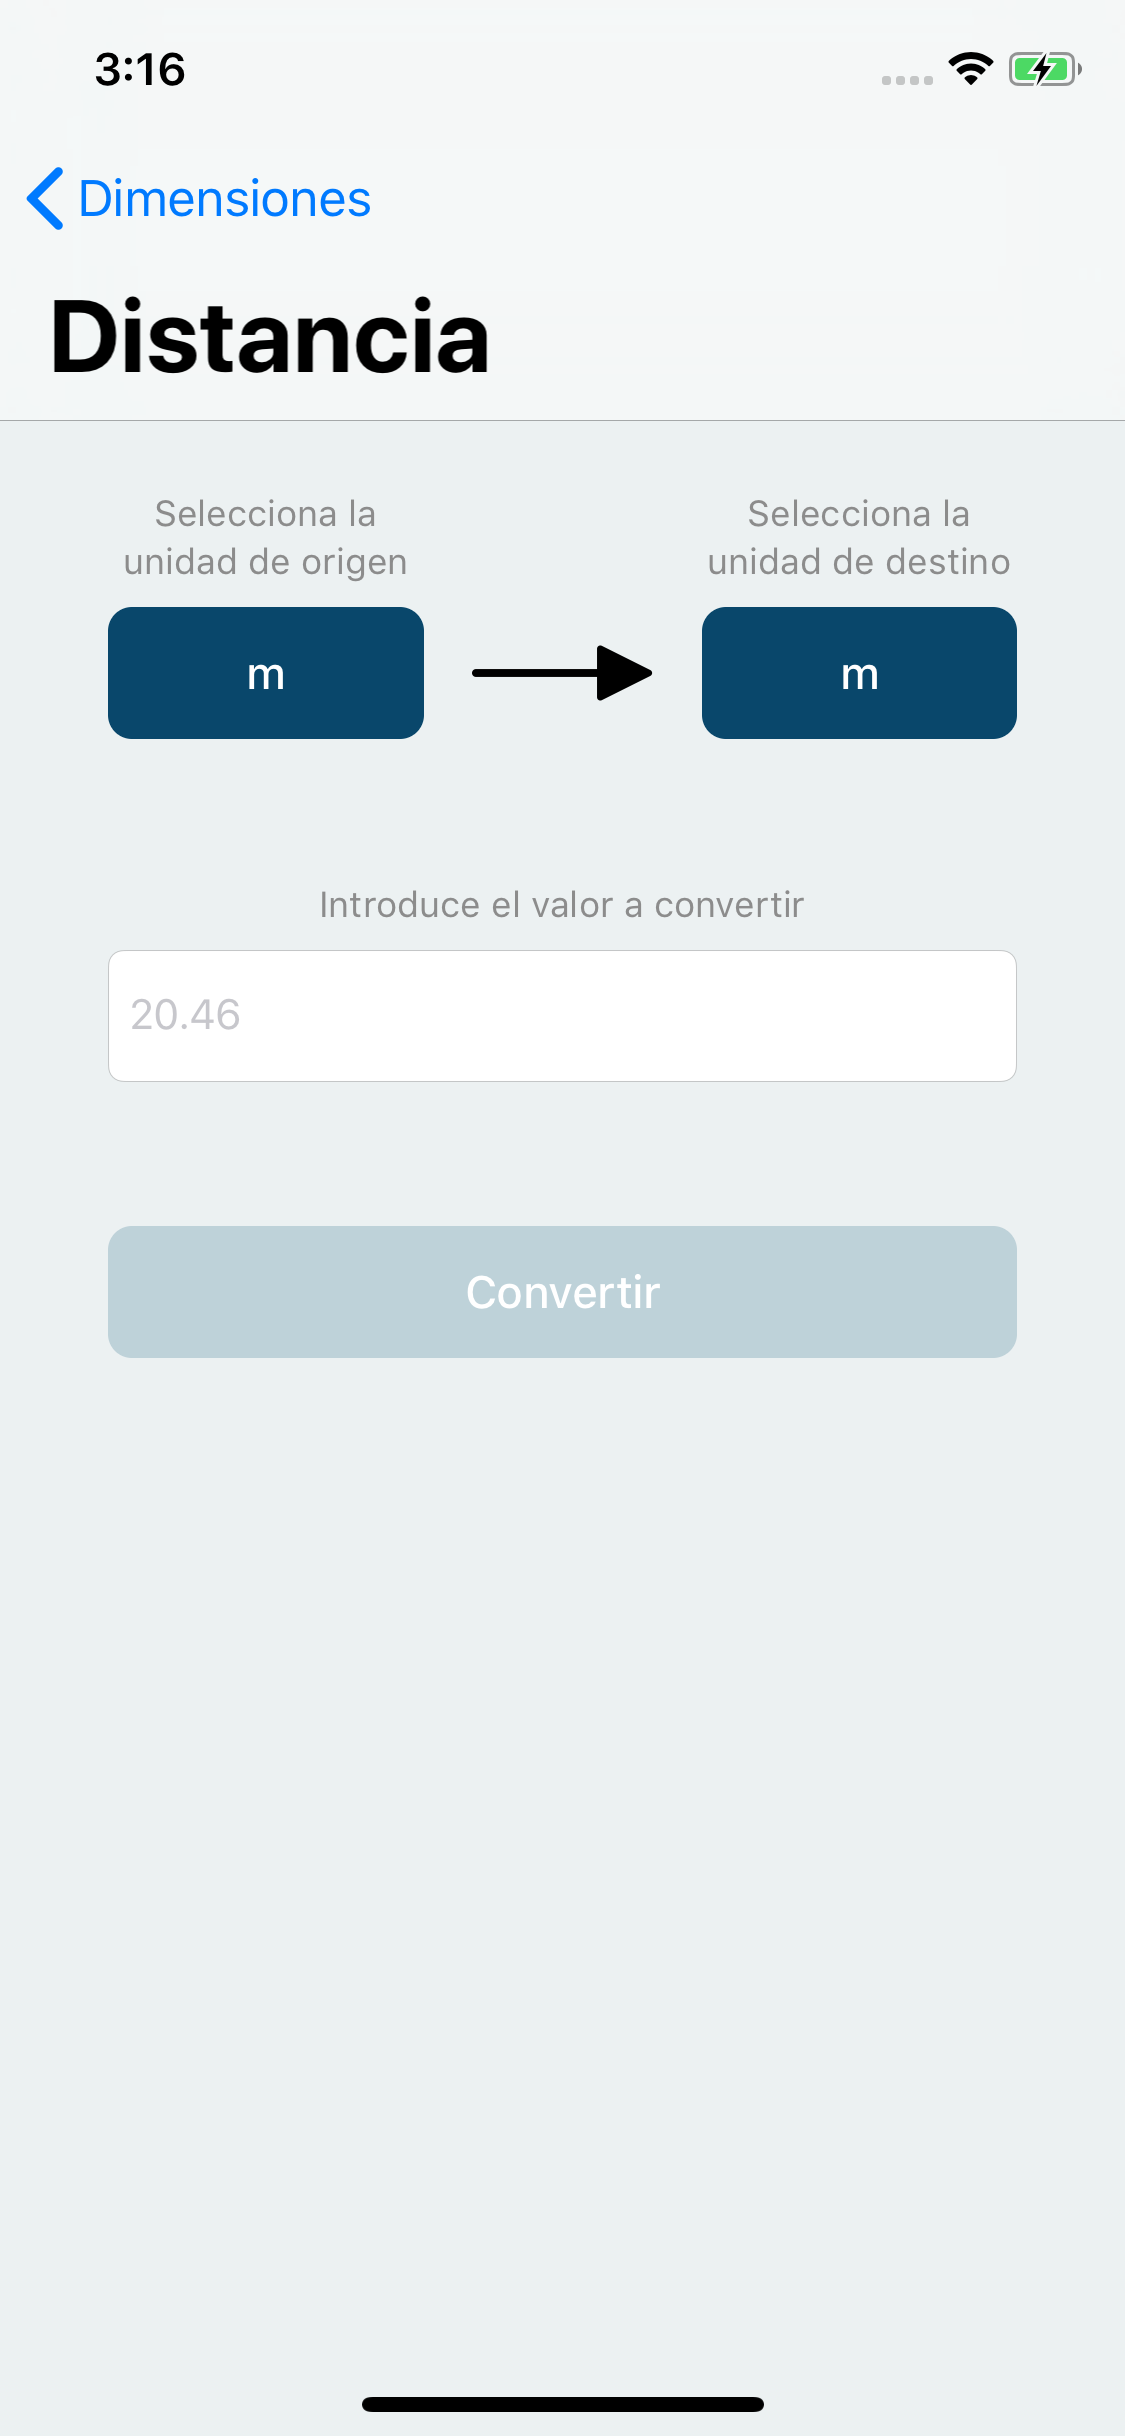 3:16
Dimensiones
Distancia
Selecciona la
unidad de origen
Selecciona la
unidad de destino
m
m
Introduce el valor a convertir
20.46
Convertir